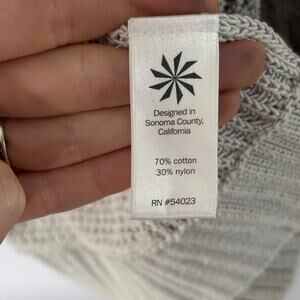 Designed in
Sonoma County,
California
70% cotton
30% nylon
RN #54023